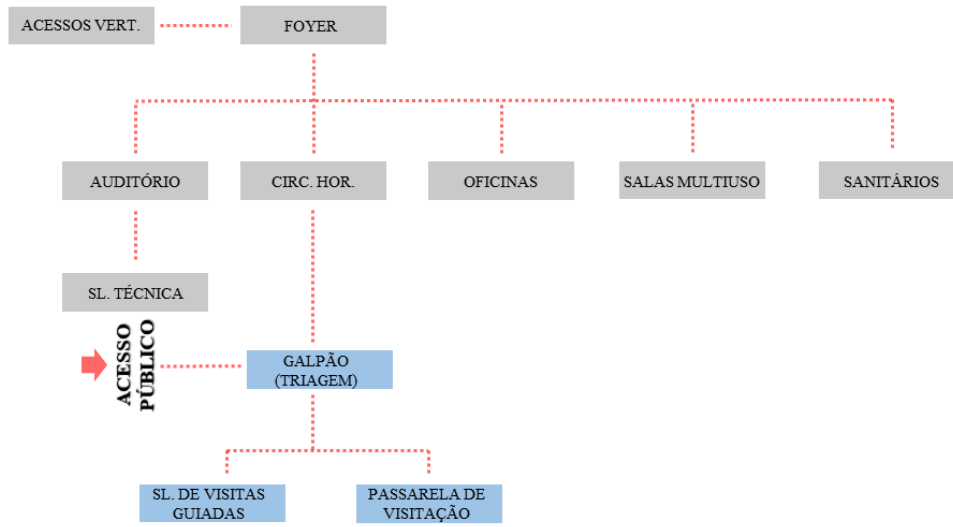 ACESSOS VERT.
FOYER
AUDITÓRIO
CIRC. HOR.
OFICINAS
SALAS MULTIUSO
SANITÁRIOS
SL. TÉCNICA
ACESSO
PÚBLICO
GALPÃO
(TRIAGEM)
SL. DE VISITAS
GUIADAS
PASSARELA DE
VISITAÇÃO